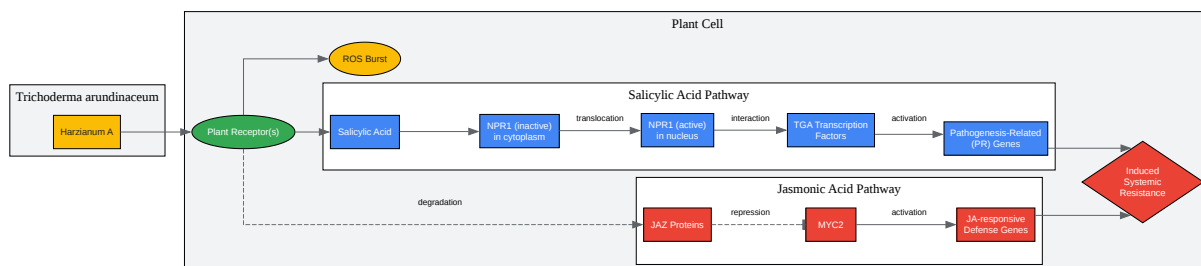 Plant Cell
Trichoderma arundinaceum
Harzianum A
Plant Receptor(s)
ROS Burst
Salicylic Acid Pathway
Salicylic Acid
NPR1 (inactive)
in cytoplasm
translocation
NPR1 (active)
in nucleus
interaction
TGA Transcription
Factors
activation
Pathogenesis-Related
(PR) Genes
Induced
Systemic
Resistance
Jasmonic Acid Pathway
degradation
JAZ Proteins
repression
MYC2
activation
JA-responsive
Defense Genes